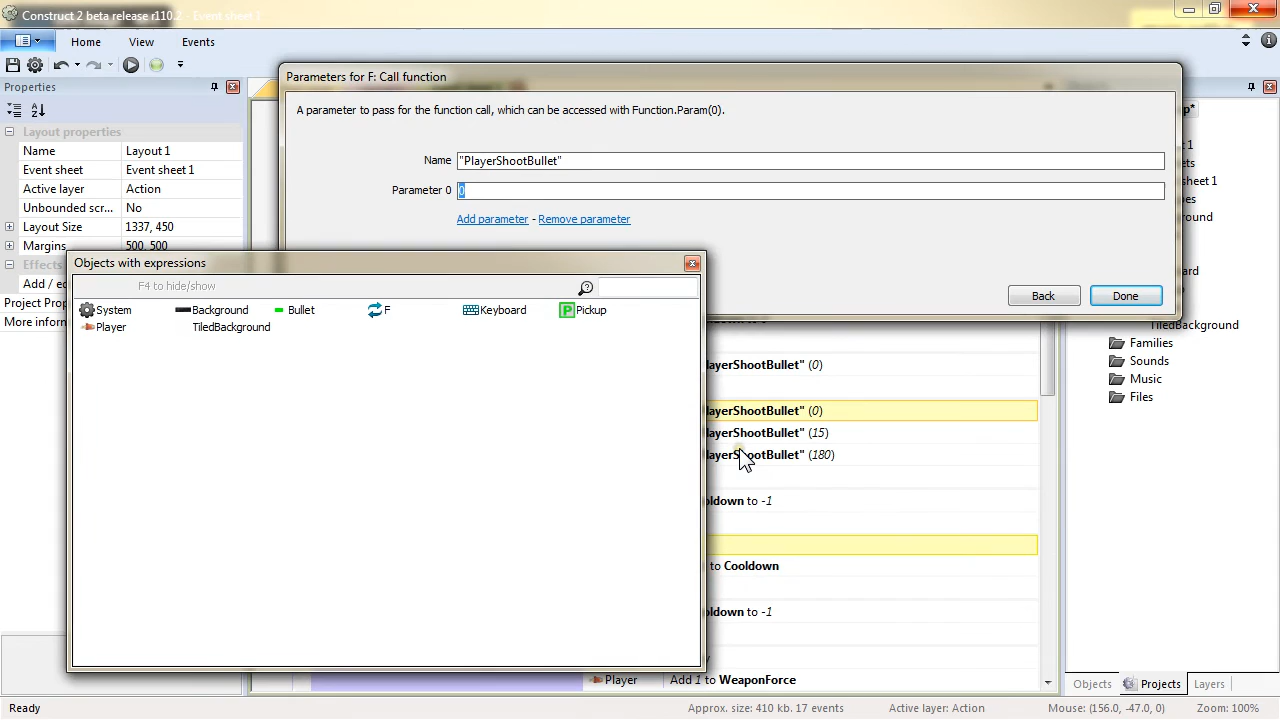 Construct 2 beta release r110.2 - Event sheet 1
Home View Events
Properties
Layout properties
Name Layout 1
Event sheet Event sheet 1
Active layer Action
Unbounded scr... No
Layout Size 1337, 450
Margins 500, 500
Effects
Add / e
Project Prop
More inform
Parameters for F: Call function
A parameter to pass for the function call, which can be accessed with Function.Param(0).
Name "PlayerShootBullet"
Parameter 0 0
Add parameter - Remove parameter
Back Done
Objects with expressions
F4 to hide/show
System Background Bullet F Keyboard Pickup
Player TiledBackground
layerShootBullet" (0)
layerShootBullet" (0)
layerShootBullet" (15)
layerShootBullet" (180)
oldown to -1
to Cooldown
oldown to -1
Player Add 1 to WeaponForce
p*
t 1
ets
sheet 1
es
round
ard
s
TiledBackground
Families
Sounds
Music
Files
Objects Projects Layers
Ready Approx. size: 410 kb. 17 events Active layer: Action Mouse: (156.0, -47.0, 0) Zoom: 100%